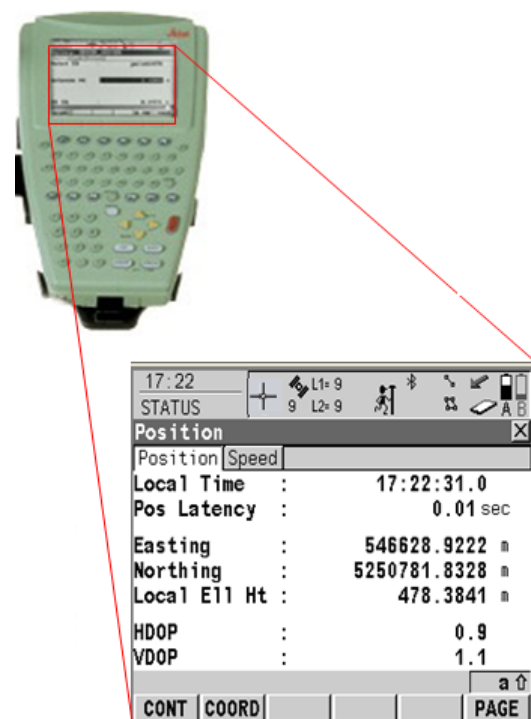 Leica
17:22
STATUS
9 L1= 9
L2= 9
A B
Position
Position Speed
Local Time : 17:22:31.0
Pos Latency : 0.01 sec
Easting : 546628.9222 m
Northing : 5250781.8328 m
Local Ell Ht : 478.3841 m
HDOP : 0.9
VDOP : 1.1
a
CONT COORD PAGE